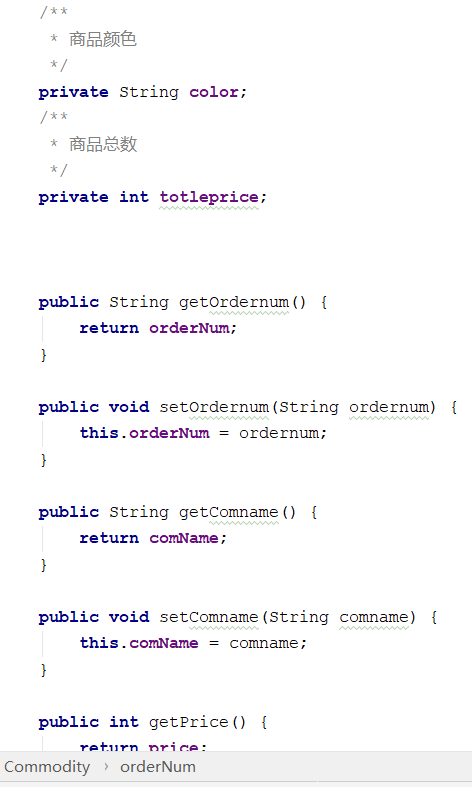 /**
* 商品颜色
*/
private String color;
/**
* 商品总数
*/
private int totleprice;
public String getOrdernum() {
return orderNum;
}
public void setOrdernum(String ordernum) {
this.orderNum = ordernum;
}
public String getComname() {
return comName;
}
public void setComname(String comname) {
this.comName = comname;
}
public int getPrice() {
return price;
Commodity › orderNum